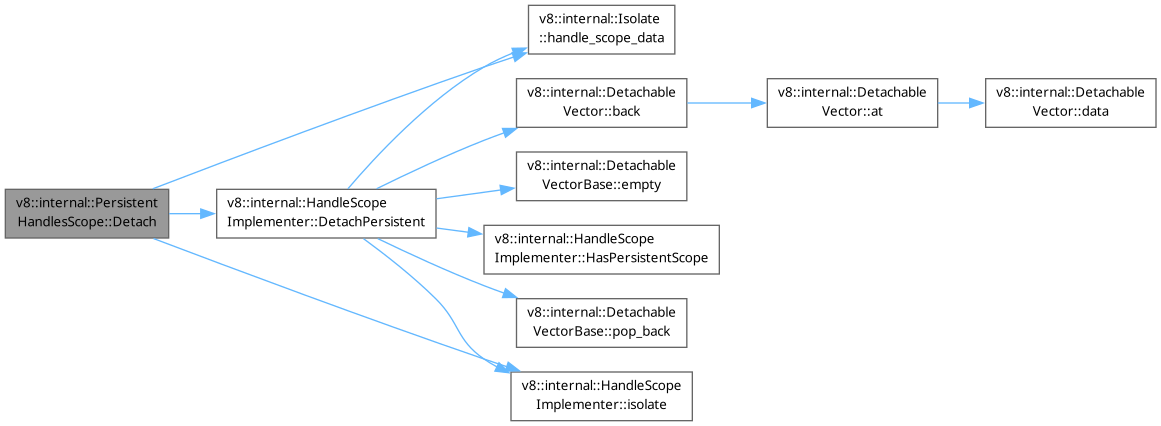 v8::internal::Isolate
::handle_scope_data
v8::internal::Detachable
Vector::back
v8::internal::Detachable
Vector::at
v8::internal::Detachable
Vector::data
v8::internal::Detachable
VectorBase::empty
v8::internal::Persistent
HandlesScope::Detach
v8::internal::HandleScope
Implementer::DetachPersistent
v8::internal::HandleScope
Implementer::HasPersistentScope
v8::internal::Detachable
VectorBase::pop_back
v8::internal::HandleScope
Implementer::isolate